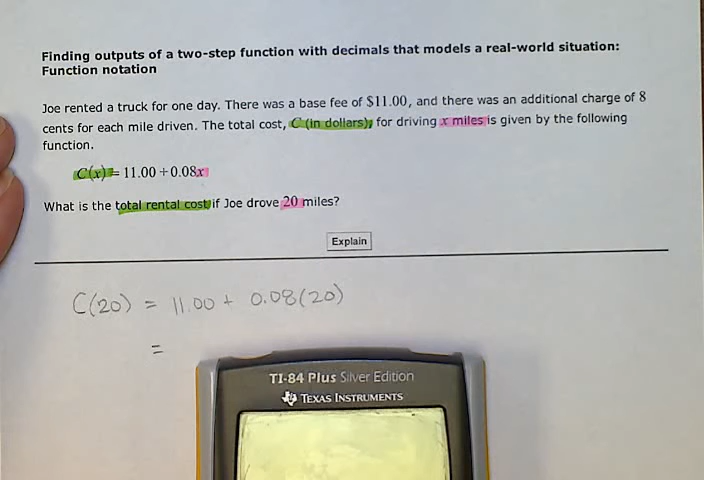 Finding outputs of a two-step function with decimals that models a real-world situation:
Function notation
Joe rented a truck for one day. There was a base fee of $11.00, and there was an additional charge of 8
cents for each mile driven. The total cost, C (in dollars), for driving x miles is given by the following
function.
C(x) = 11.00 + 0.08x
What is the total rental cost if Joe drove 20 miles?
Explain
C(20) = 11.00 + 0.08(20)
=
TI-84 Plus Silver Edition
TEXAS INSTRUMENTS